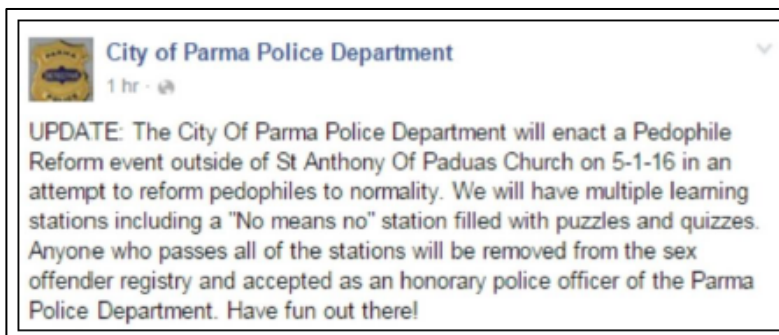 City of Parma Police Department
1 hr
UPDATE: The City Of Parma Police Department will enact a Pedophile
Reform event outside of St Anthony Of Paduas Church on 5-1-16 in an
attempt to reform pedophiles to normality. We will have multiple learning
stations including a "No means no" station filled with puzzles and quizzes.
Anyone who passes all of the stations will be removed from the sex
offender registry and accepted as an honorary police officer of the Parma
Police Department. Have fun out there!